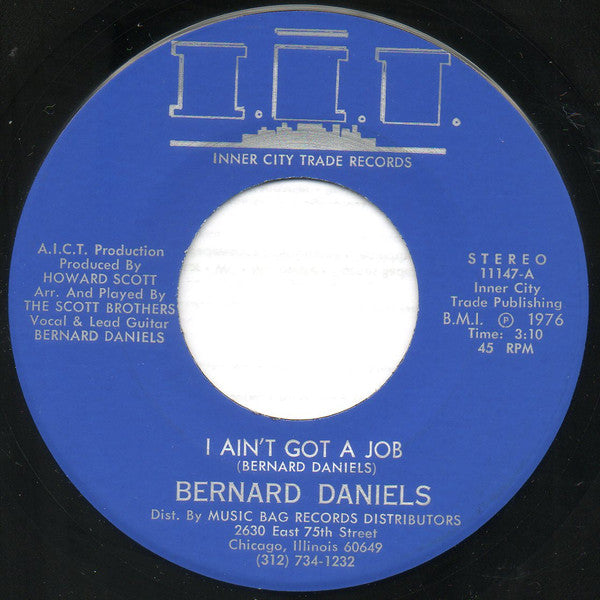 I.C.T.
INNER CITY TRADE RECORDS
A.I.C.T. Production
Produced By
HOWARD SCOTT
Arr. And Played By
THE SCOTT BROTHERS
Vocal & Lead Guitar
BERNARD DANIELS
STEREO
11147-A
Inner City
Trade Publishing
B.M.I. ℗ 1976
Time: 3:10
45 RPM
I AIN'T GOT A JOB
(BERNARD DANIELS)
BERNARD DANIELS
Dist. By MUSIC BAG RECORDS DISTRIBUTORS
2630 East 75th Street
Chicago, Illinois 60649
(312) 734-1232